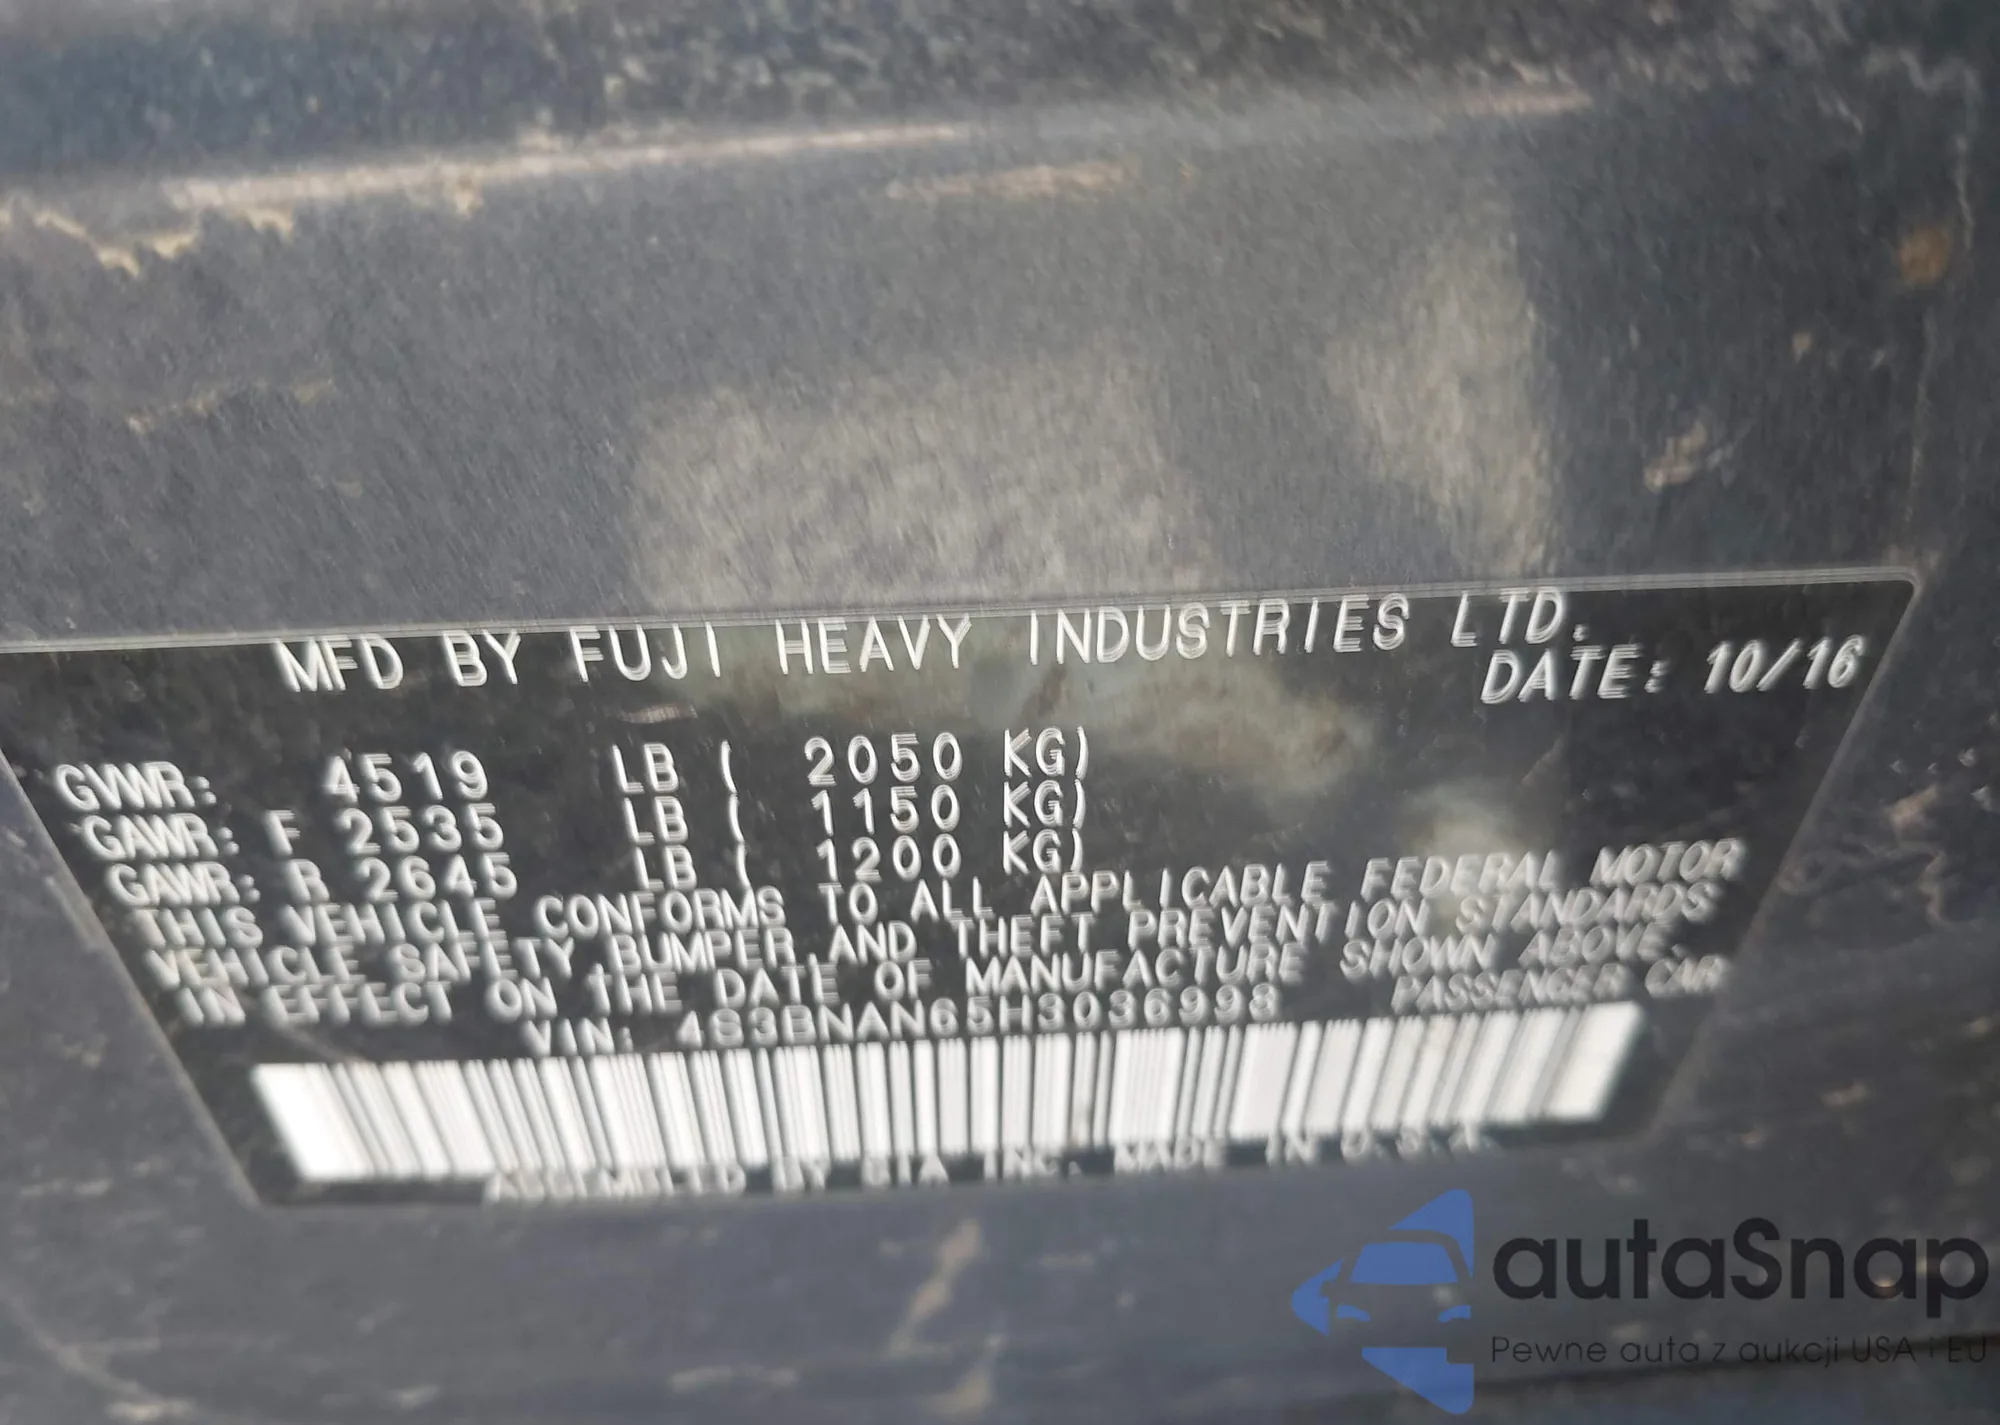 MFD BY FUJI HEAVY INDUSTRIES LTD.
DATE: 10/16
GVWR: 4519 LB ( 2050 KG)
GAWR: F 2535 LB ( 1150 KG)
GAWR: R 2645 LB ( 1200 KG)
THIS VEHICLE CONFORMS TO ALL APPLICABLE FEDERAL MOTOR
VEHICLE SAFETY, BUMPER, AND THEFT PREVENTION STANDARDS
IN EFFECT ON THE DATE OF MANUFACTURE SHOWN ABOVE.
VIN: 4S3BNAN65H3036998 PASSENGER CAR
ASSEMBLED BY SIA INC. MADE IN U.S.A.
autaSnap
Pewne auta z aukcji USA i EU